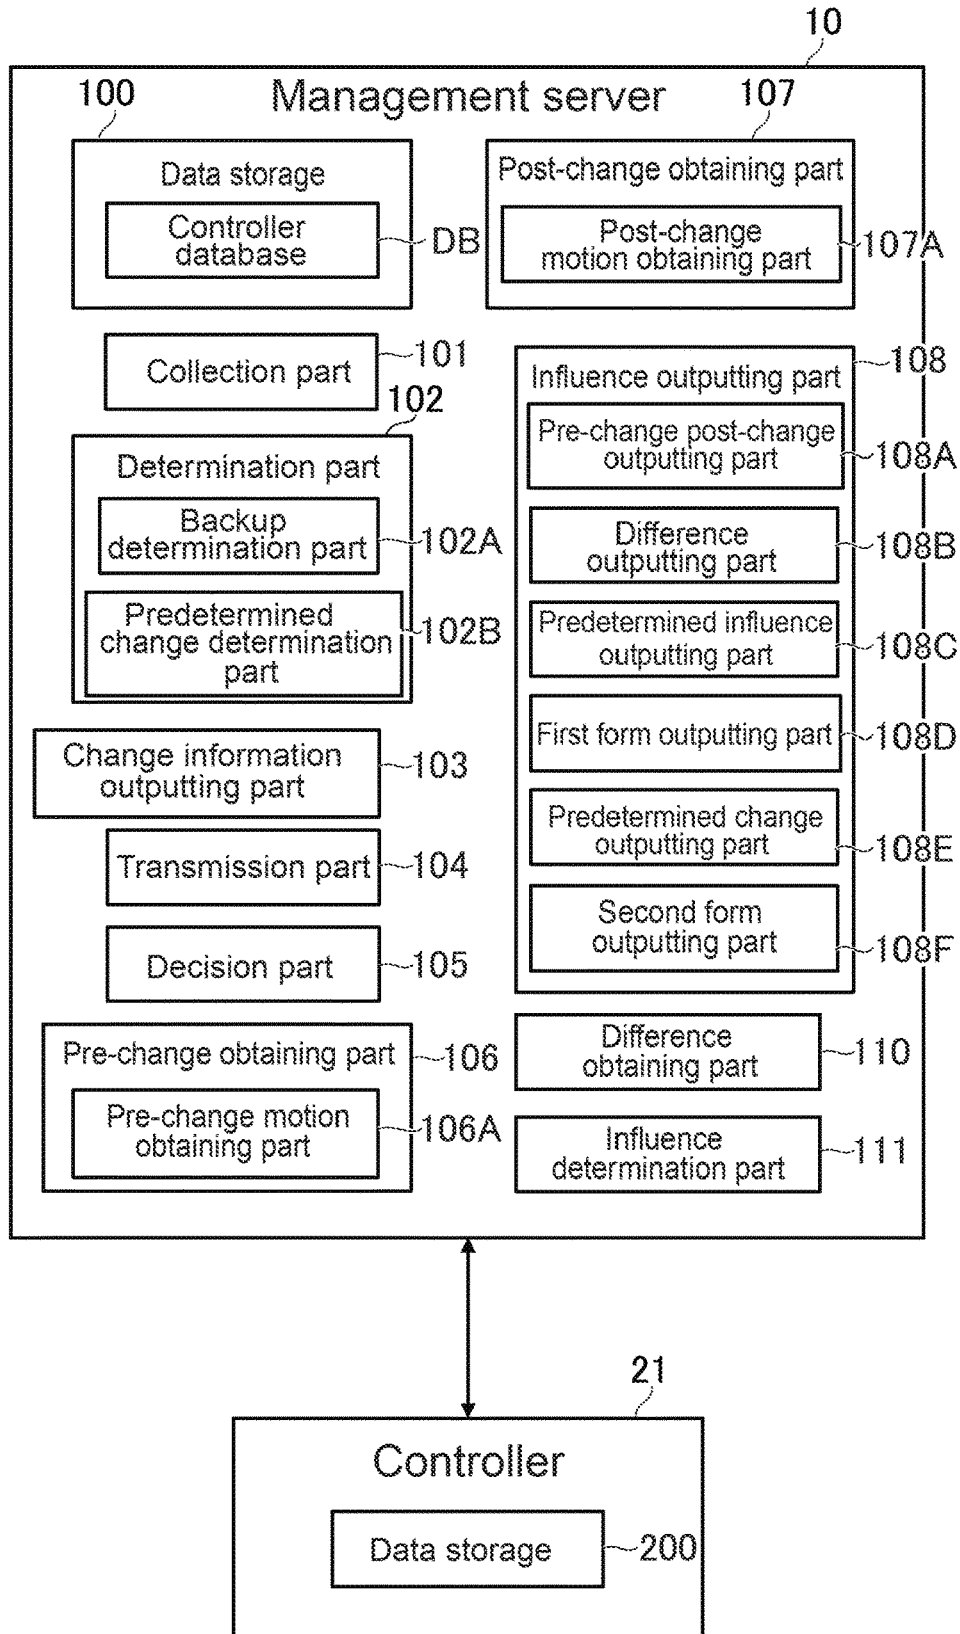 10
Management server
100
Data storage
Controller
database
DB
Collection part
101
102
Determination part
Backup
determination part
102A
Predetermined
change determination
part
102B
Change information
outputting part
103
Transmission part
104
Decision part
105
Pre-change obtaining part
106
Pre-change motion
obtaining part
106A
107
Post-change obtaining part
Post-change
motion obtaining part
107A
108
Influence outputting part
Pre-change post-change
outputting part
108A
Difference
outputting part
108B
Predetermined influence
outputting part
108C
First form outputting part
108D
Predetermined change
outputting part
108E
Second form
outputting part
108F
Difference
obtaining part
110
Influence
determination part
111
21
Controller
Data storage
200